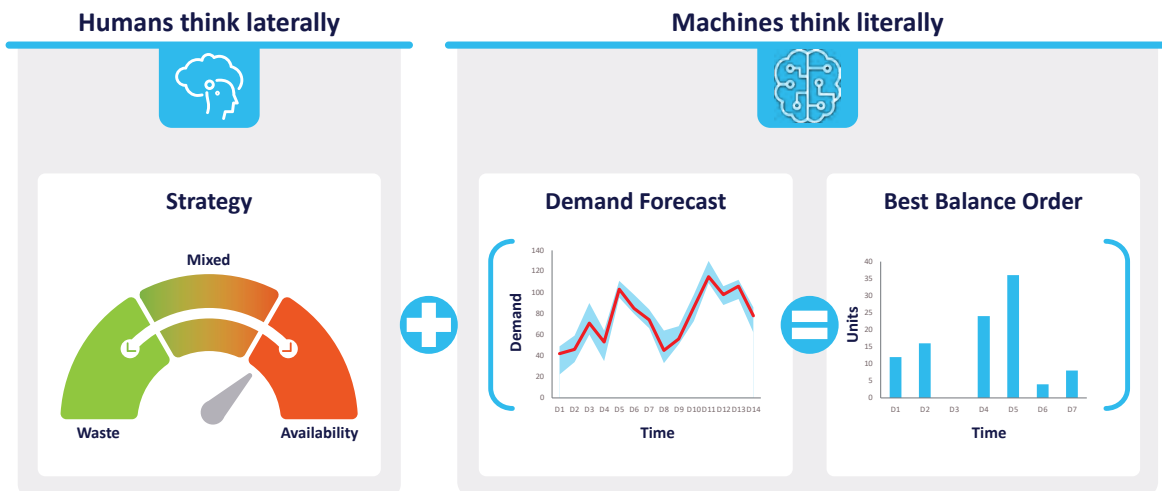 Humans think laterally
Machines think literally
Strategy
Mixed
Waste
Availability
Demand Forecast
Demand
140
120
100
80
60
40
20
0
D1 D2 D3 D4 D5 D6 D7 D8 D9 D10 D11 D12 D13 D14
Time
Best Balance Order
Units
40
35
30
25
20
15
10
5
0
D1 D2 D3 D4 D5 D6 D7
Time